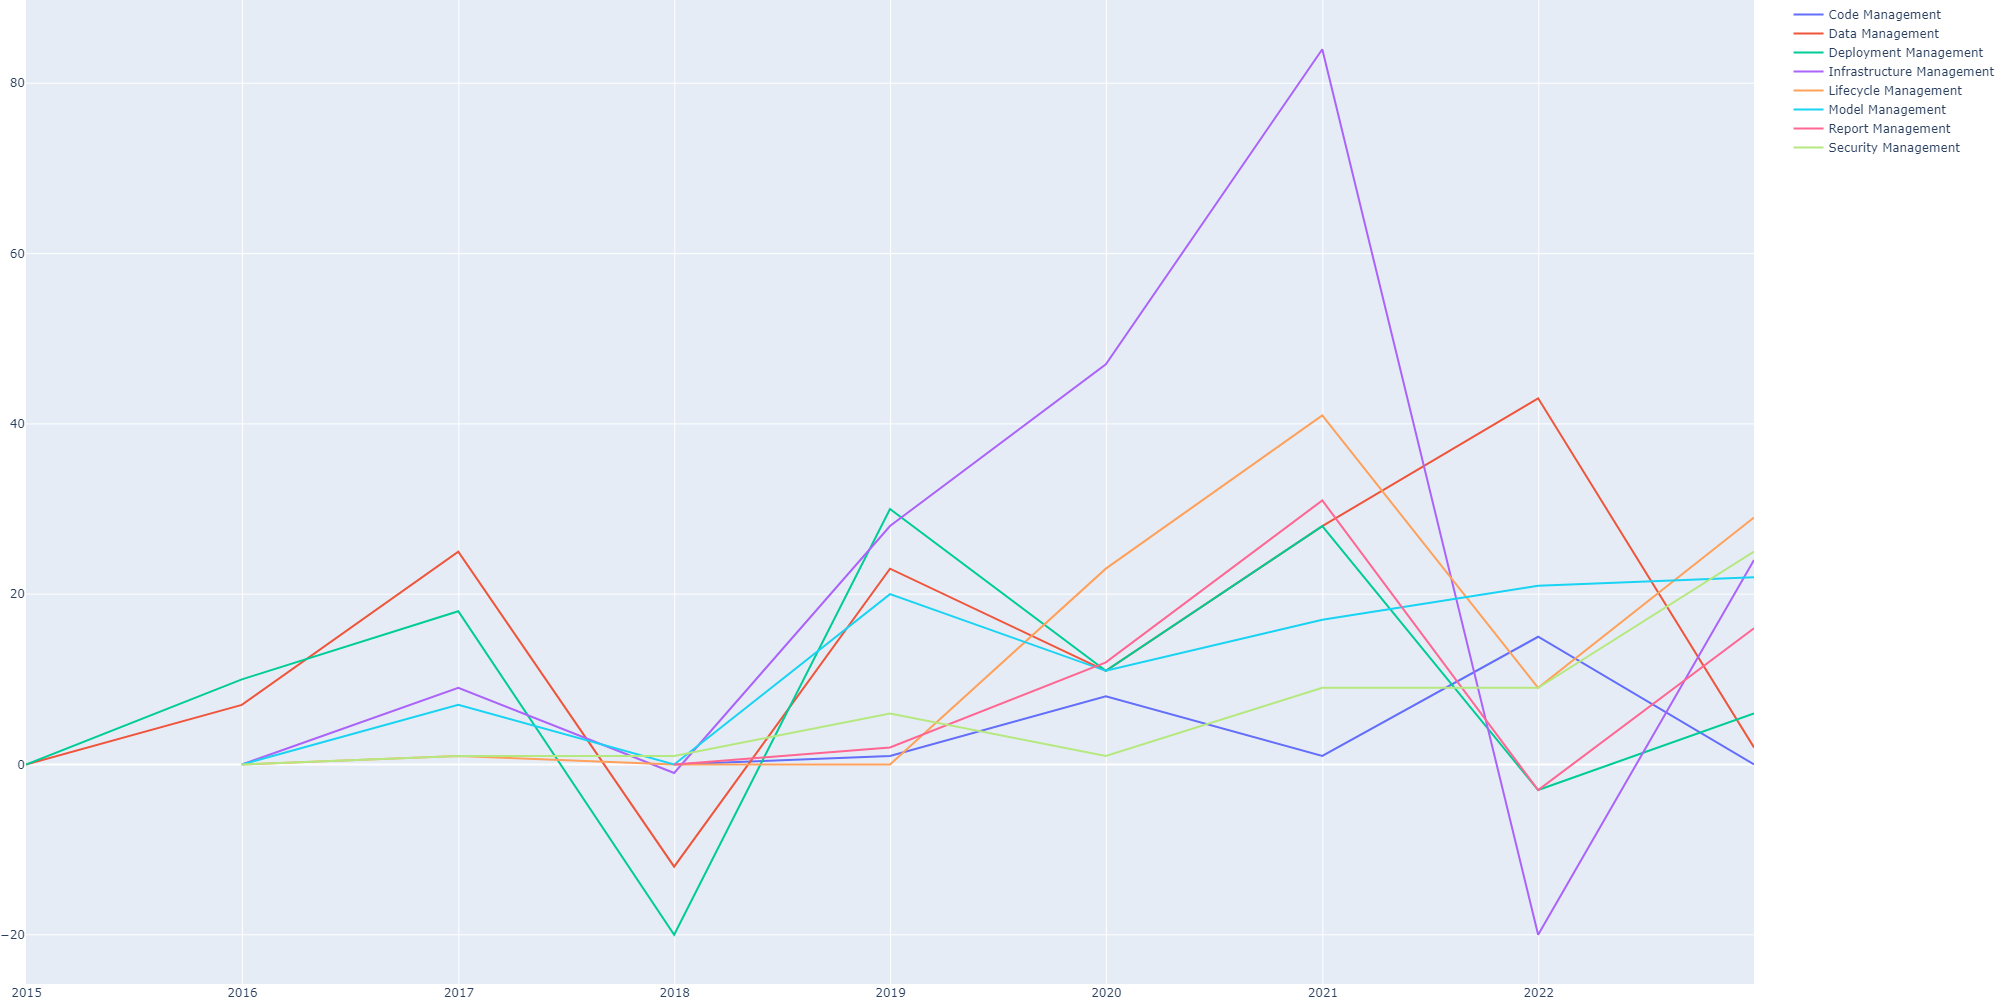 80
60
40
20
0
−20
2015 2016 2017 2018 2019 2020 2021 2022
Code Management
Data Management
Deployment Management
Infrastructure Management
Lifecycle Management
Model Management
Report Management
Security Management